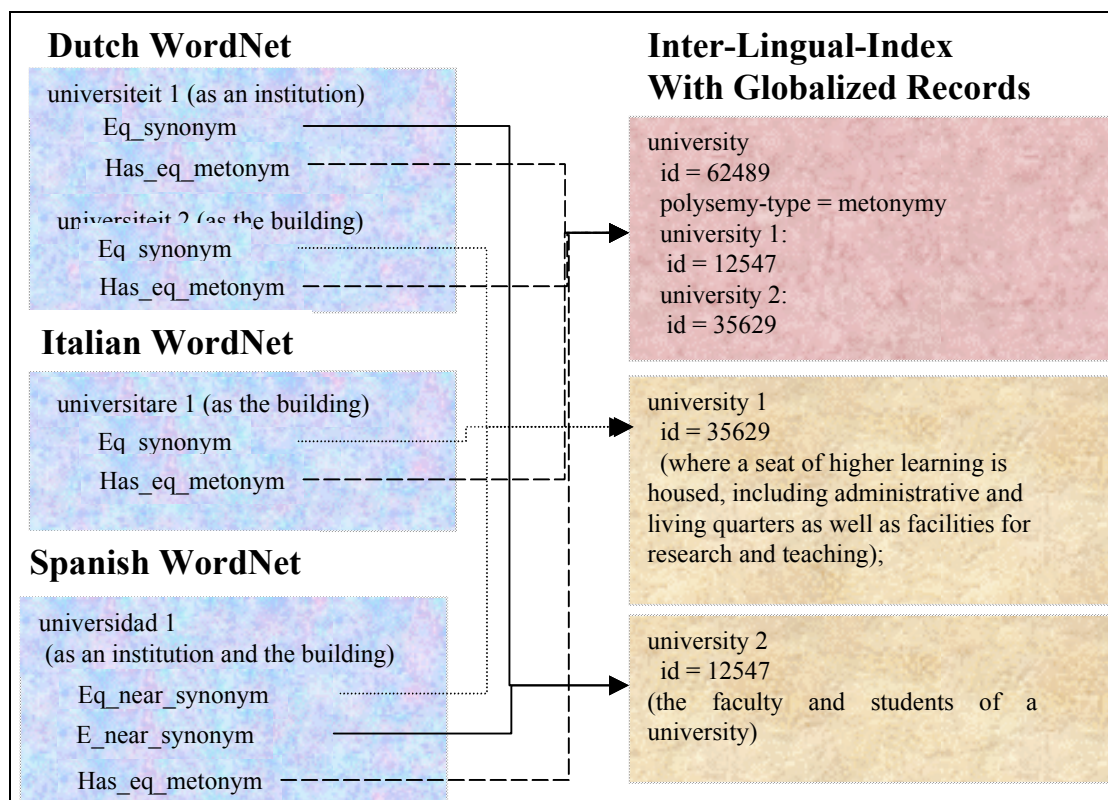 Dutch WordNet
universiteit 1 (as an institution)
Eq_synonym
Has_eq_metonym
universiteit 2 (as the building)
Eq_synonym
Has_eq_metonym
Italian WordNet
universitare 1 (as the building)
Eq_synonym
Has_eq_metonym
Spanish WordNet
universidad 1
(as an institution and the building)
Eq_near_synonym
E_near_synonym
Has_eq_metonym
Inter-Lingual-Index
With Globalized Records
university
id = 62489
polysemy-type = metonymy
university 1:
id = 12547
university 2:
id = 35629
university 1
id = 35629
(where a seat of higher learning is
housed, including administrative and
living quarters as well as facilities for
research and teaching);
university 2
id = 12547
(the faculty and students of a
university)